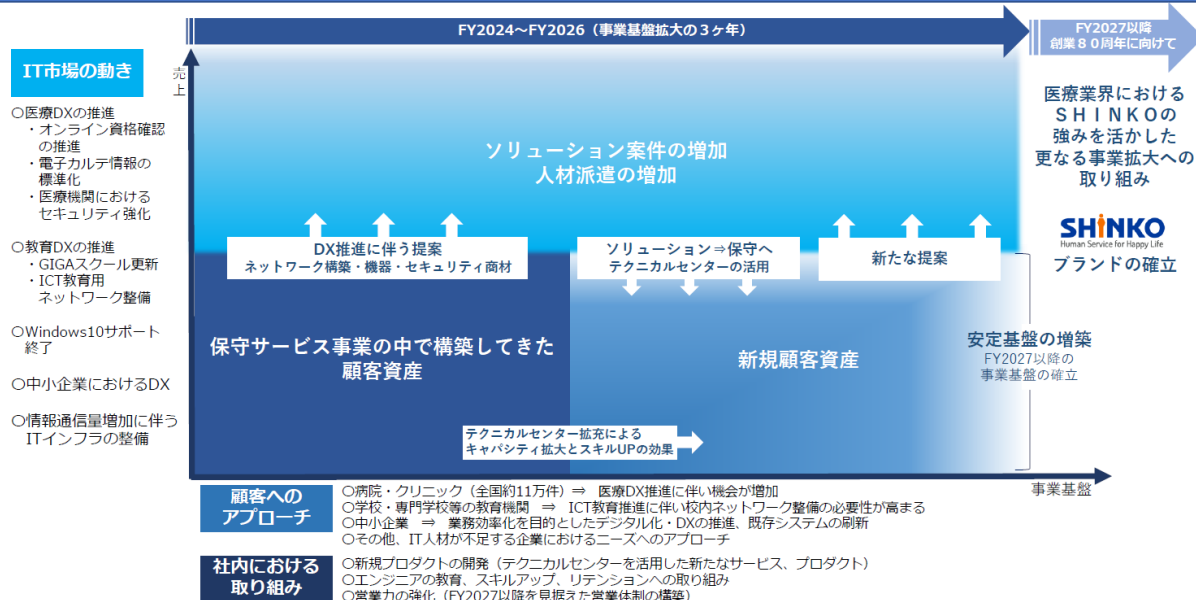 FY2024～FY2026（事業基盤拡大の３ヶ年）
FY2027以降
創業８０周年に向けて
IT市場の動き
○医療DXの推進
・オンライン資格確認
の推進
・電子カルテ情報の
標準化
・医療機関における
セキュリティ強化
○教育DXの推進
・GIGAスクール更新
・ICT教育用
ネットワーク整備
○Windows10サポート
終了
○中小企業におけるDX
○情報通信量増加に伴う
ITインフラの整備
売
上
ソリューション案件の増加
人材派遣の増加
DX推進に伴う提案
ネットワーク構築・機器・セキュリティ商材
ソリューション⇒保守へ
テクニカルセンターの活用
新たな提案
保守サービス事業の中で構築してきた
顧客資産
新規顧客資産
テクニカルセンター拡充による
キャパシティ拡大とスキルUPの効果
安定基盤の増築
FY2027以降の
事業基盤の確立
事業基盤
医療業界における
ＳＨＩＮＫＯの
強みを活かした
更なる事業拡大への
取り組み
SHINKO
Human Service for Happy Life
ブランドの確立
顧客への
アプローチ
○病院・クリニック（全国約11万件）⇒ 医療DX推進に伴い機会が増加
○学校・専門学校等の教育機関 ⇒ ICT教育推進に伴い校内ネットワーク整備の必要性が高まる
○中小企業 ⇒ 業務効率化を目的としたデジタル化・DXの推進、既存システムの刷新
○その他、IT人材が不足する企業におけるニーズへのアプローチ
社内における
取り組み
○新規プロダクトの開発（テクニカルセンターを活用した新たなサービス、プロダクト）
○エンジニアの教育、スキルアップ、リテンションへの取り組み
○営業力の強化（FY2027以降を見据えた営業体制の構築）